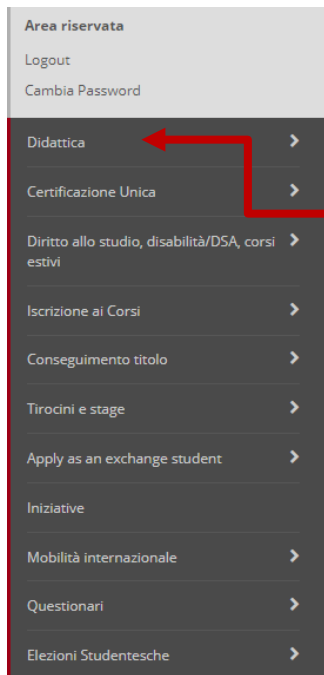 Area riservata
Logout
Cambia Password
Didattica
Certificazione Unica
Diritto allo studio, disabilità/DSA, corsi
estivi
Iscrizione ai Corsi
Conseguimento titolo
Tirocini e stage
Apply as an exchange student
Iniziative
Mobilità internazionale
Questionari
Elezioni Studentesche